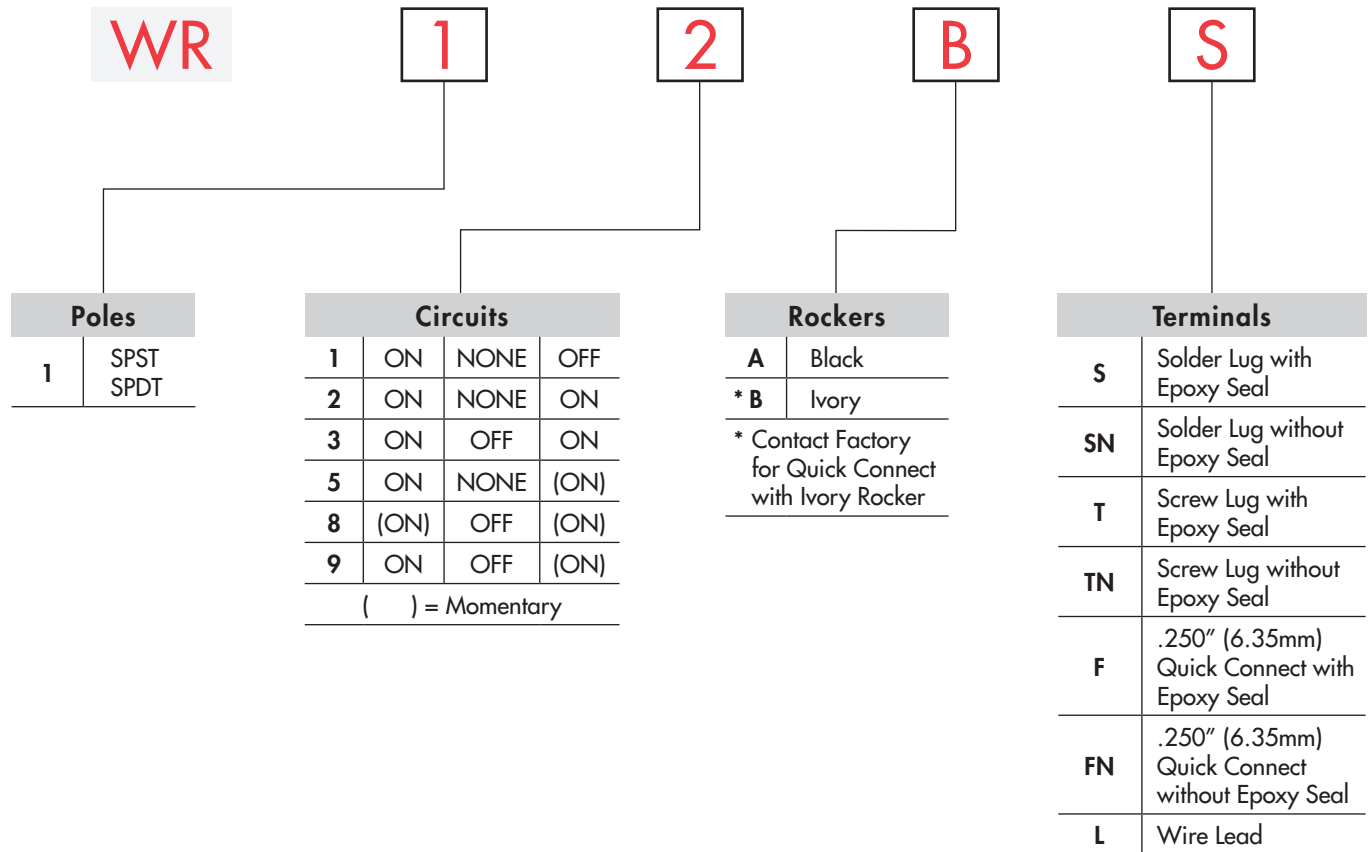 WR 1 2 B S
Poles
1 SPST
SPDT
Circuits
1 ON NONE OFF
2 ON NONE ON
3 ON OFF ON
5 ON NONE (ON)
8 (ON) OFF (ON)
9 ON OFF (ON)
( ) = Momentary
Rockers
A Black
* B Ivory
* Contact Factory
for Quick Connect
with Ivory Rocker
Terminals
S Solder Lug with
Epoxy Seal
SN Solder Lug without
Epoxy Seal
T Screw Lug with
Epoxy Seal
TN Screw Lug without
Epoxy Seal
F .250" (6.35mm)
Quick Connect with
Epoxy Seal
FN .250" (6.35mm)
Quick Connect
without Epoxy Seal
L Wire Lead